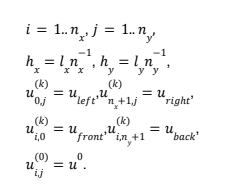 i = 1..n_x, j = 1..n_y,
h_x = l_x n_x^{-1}, h_y = l_y n_y^{-1},
u_{0,j}^{(k)} = u_{left}, u_{n_x+1,j}^{(k)} = u_{right},
u_{i,0}^{(k)} = u_{front}, u_{i,n_y+1}^{(k)} = u_{back},
u_{i,j}^{(0)} = u^0.